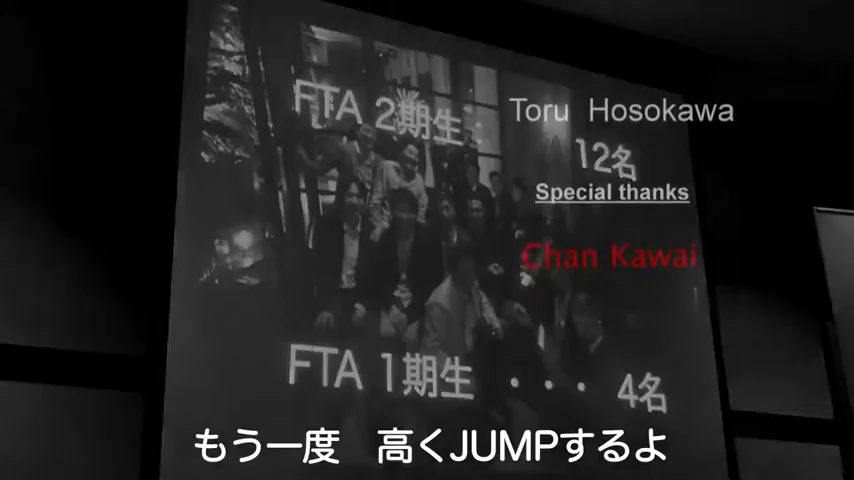 FTA 2期生
Toru Hosokawa
12名
Special thanks
Chan Kawai
FTA 1期生 ・・・ 4名
もう一度 高くJUMPするよ